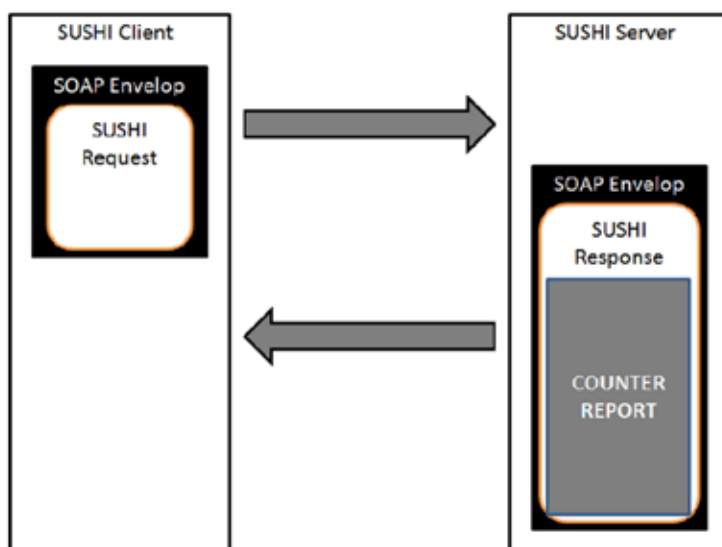 SUSHI Client
SOAP Envelop
SUSHI
Request
SUSHI Server
SOAP Envelop
SUSHI
Response
COUNTER
REPORT